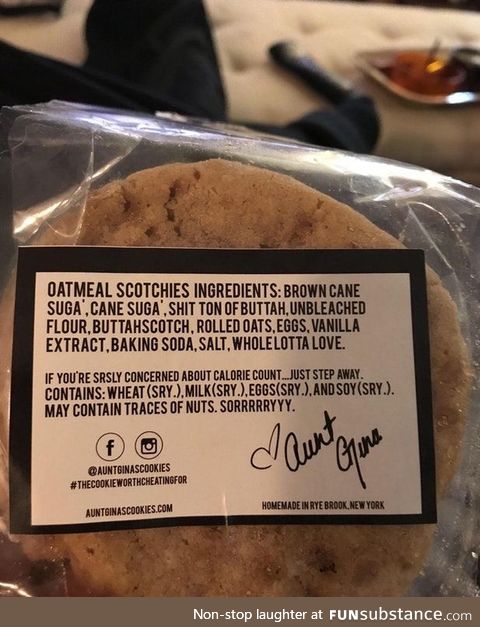 OATMEAL SCOTCHIES INGREDIENTS: BROWN CANE
SUGA', CANE SUGA', SHIT TON OF BUTTAH, UNBLEACHED
FLOUR, BUTTAHSCOTCH, ROLLED OATS, EGGS, VANILLA
EXTRACT, BAKING SODA, SALT, WHOLE LOTTA LOVE.
IF YOU'RE SRSLY CONCERNED ABOUT CALORIE COUNT...JUST STEP AWAY.
CONTAINS: WHEAT (SRY.), MILK(SRY.), EGGS(SRY.), AND SOY (SRY.).
MAY CONTAIN TRACES OF NUTS. SORRRRRYYY.
Aunt
Gina
@AUNTGINASCOOKIES
#THECOOKIEWORTHCHEATINGFOR
AUNTGINASCOOKIES.COM
HOMEMADE IN RYE BROOK, NEW YORK
Non-stop laughter at FUNsubstance.com